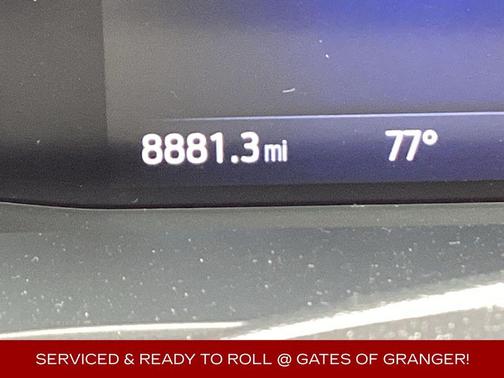 8881.3 mi 77°
SERVICED & READY TO ROLL @ GATES OF GRANGER!